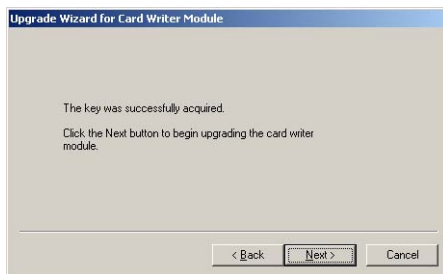 Upgrade Wizard for Card Writer Module
The key was successfully acquired.
Click the Next button to begin upgrading the card writer
module.
< Back
Next >
Cancel